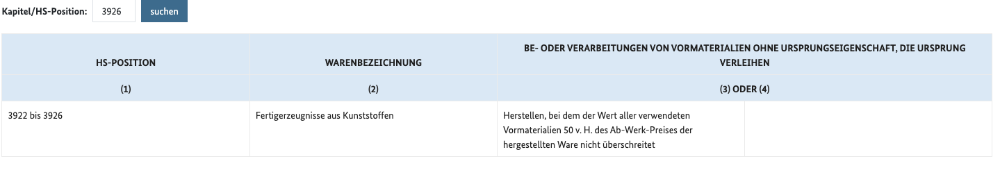 Kapitel/HS-Position: 3926 suchen
HS-POSITION
WARENBEZEICHNUNG
BE- ODER VERARBEITUNGEN VON VORMATERIALIEN OHNE URSPRUNGSEIGENSCHAFT, DIE URSPRUNG
VERLEIHEN
(1)
(2)
(3) ODER (4)
3922 bis 3926
Fertigerzeugnisse aus Kunststoffen
Herstellen, bei dem der Wert aller verwendeten
Vormaterialien 50 v. H. des Ab-Werk-Preises der
hergestellten Ware nicht überschreitet